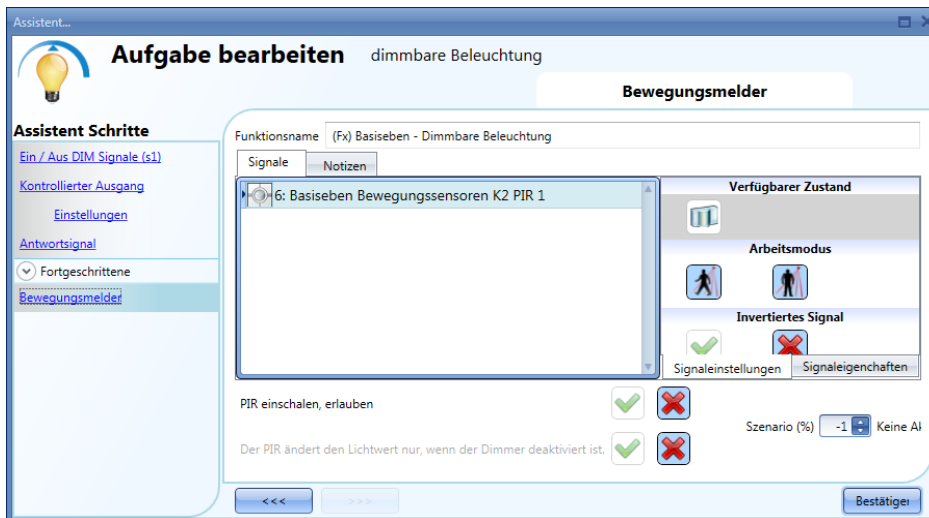 Assistent...
Aufgabe bearbeiten dimmbare Beleuchtung
Bewegungsmelder
Assistent Schritte
Ein / Aus DIM Signale (s1)
Kontrollierter Ausgang
Einstellungen
Antwortsignal
Fortgeschrittene
Bewegungsmelder
Funktionsname (Fx) Basiseben - Dimmbare Beleuchtung
Signale Notizen
6: Basiseben Bewegungssensoren K2 PIR 1
Verfügbarer Zustand
Arbeitsmodus
Invertiertes Signal
Signaleinstellungen Signaleigenchaften
PIR einschalen, erlauben
Der PIR ändert den Lichtwert nur, wenn der Dimmer deaktiviert ist.
Szenario (%) -1 Keine Al
<<< >>>
Bestätiger